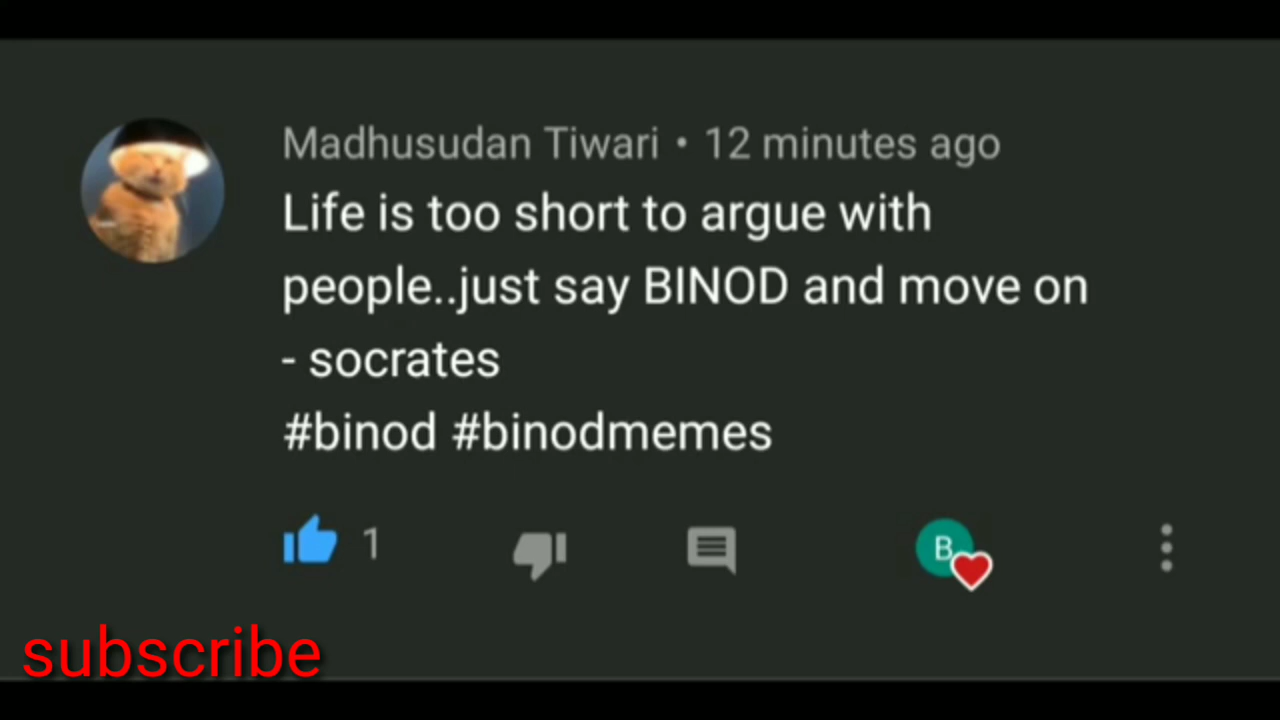 Madhusudan Tiwari • 12 minutes ago
Life is too short to argue with
people..just say BINOD and move on
- socrates
#binod #binodmemes
1
B
subscribe